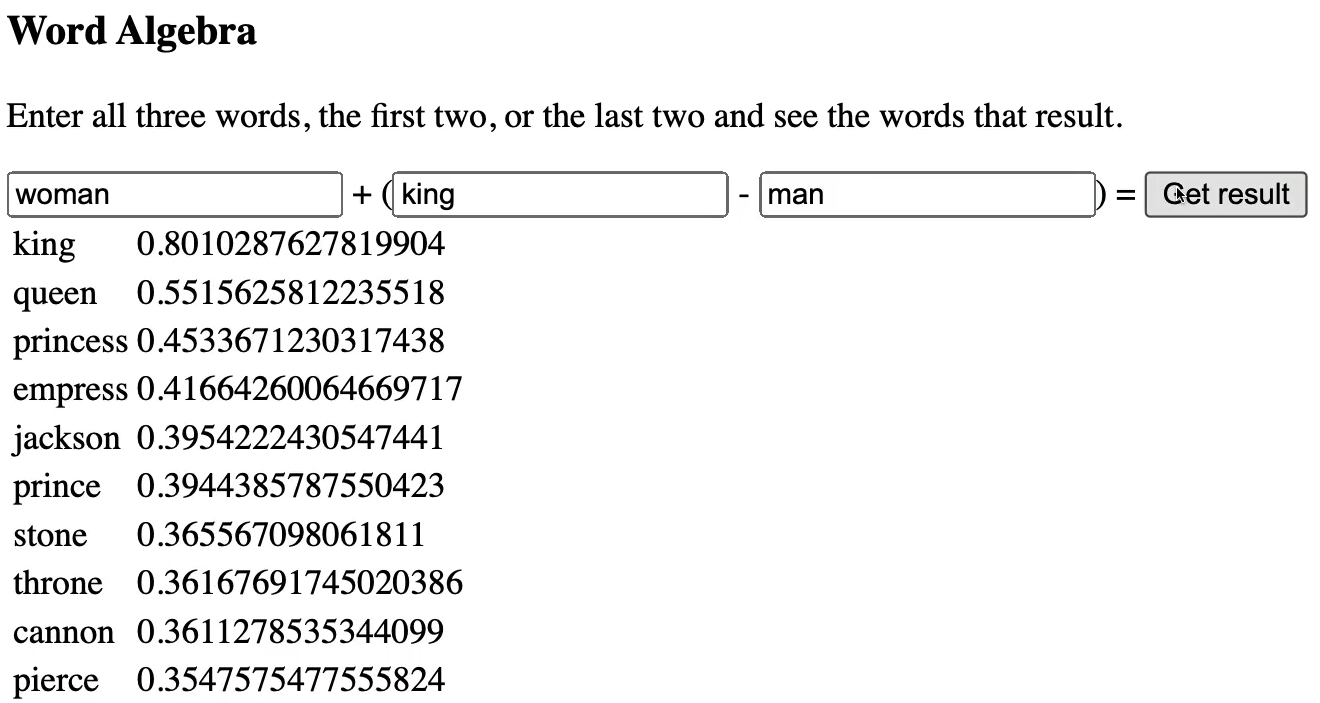 Word Algebra
Enter all three words, the first two, or the last two and see the words that result.
woman + ( king - man ) = Get result
king 0.8010287627819904
queen 0.5515625812235518
princess 0.4533671230317438
empress 0.41664260064669717
jackson 0.3954222430547441
prince 0.3944385787550423
stone 0.365567098061811
throne 0.36167691745020386
cannon 0.3611278535344099
pierce 0.3547575477555824